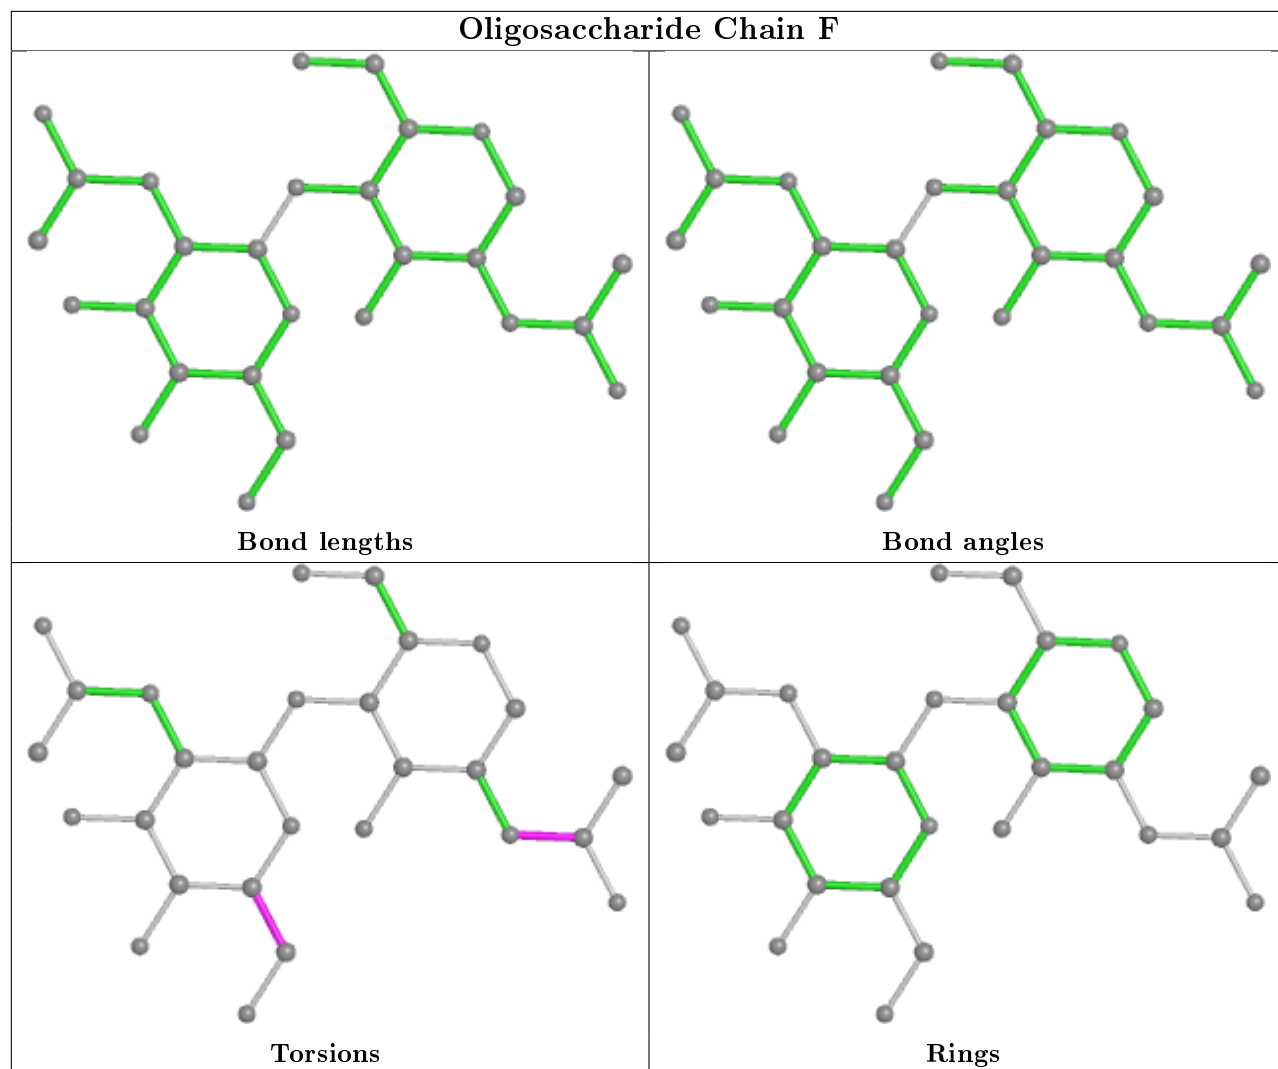 Oligosaccharide Chain F
Bond lengths
Bond angles
Torsions
Rings